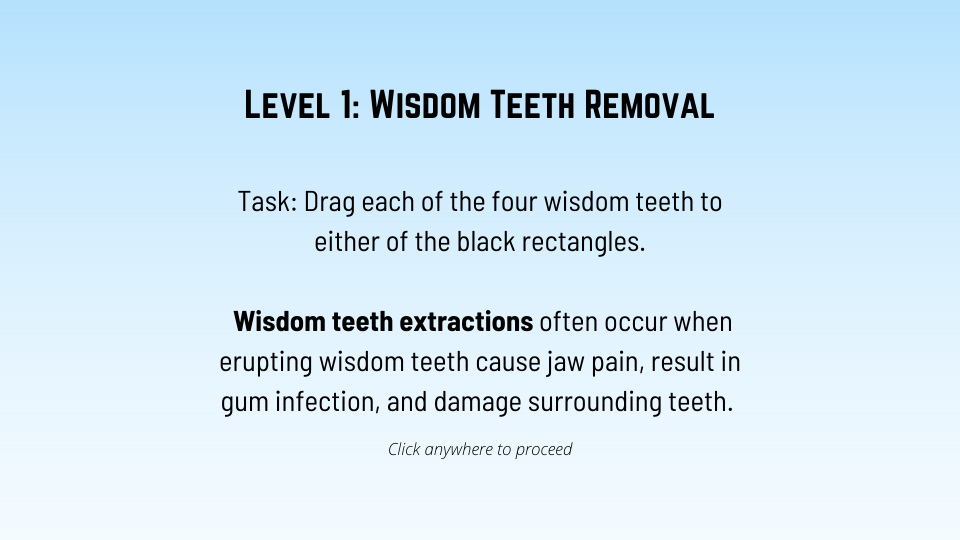 Level 1: Wisdom Teeth Removal
Task: Drag each of the four wisdom teeth to
either of the black rectangles.
Wisdom teeth extractions often occur when
erupting wisdom teeth cause jaw pain, result in
gum infection, and damage surrounding teeth.
Click anywhere to proceed